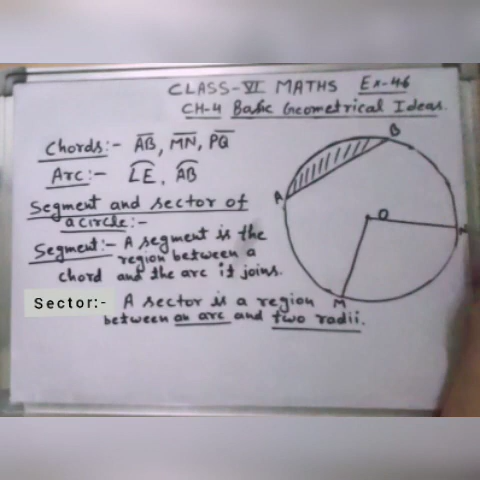 CLASS-VI MATHS Ex-4.6
CH-4 Basic Geometrical Ideas.
Chords:- AB, MN, PQ
Arc:- LE, AB
Segment and sector of
a circle:-
Segment:- A segment is the
region between a
chord and the arc it joins.
Sector:- A sector is a region
between an arc and two radii.
B
A
O
N
M